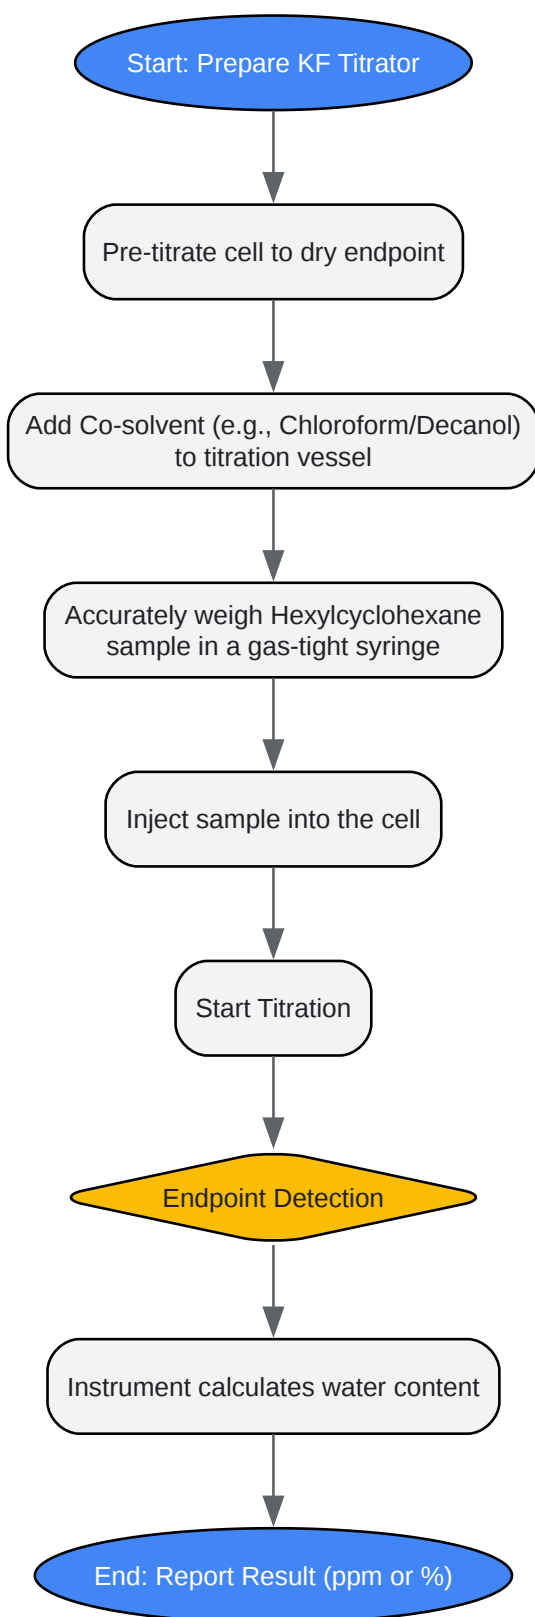 Start: Prepare KF Titrator
Pre-titrate cell to dry endpoint
Add Co-solvent (e.g., Chloroform/Decanol)
to titration vessel
Accurately weigh Hexylcyclohexane
sample in a gas-tight syringe
Inject sample into the cell
Start Titration
Endpoint Detection
Instrument calculates water content
End: Report Result (ppm or %)